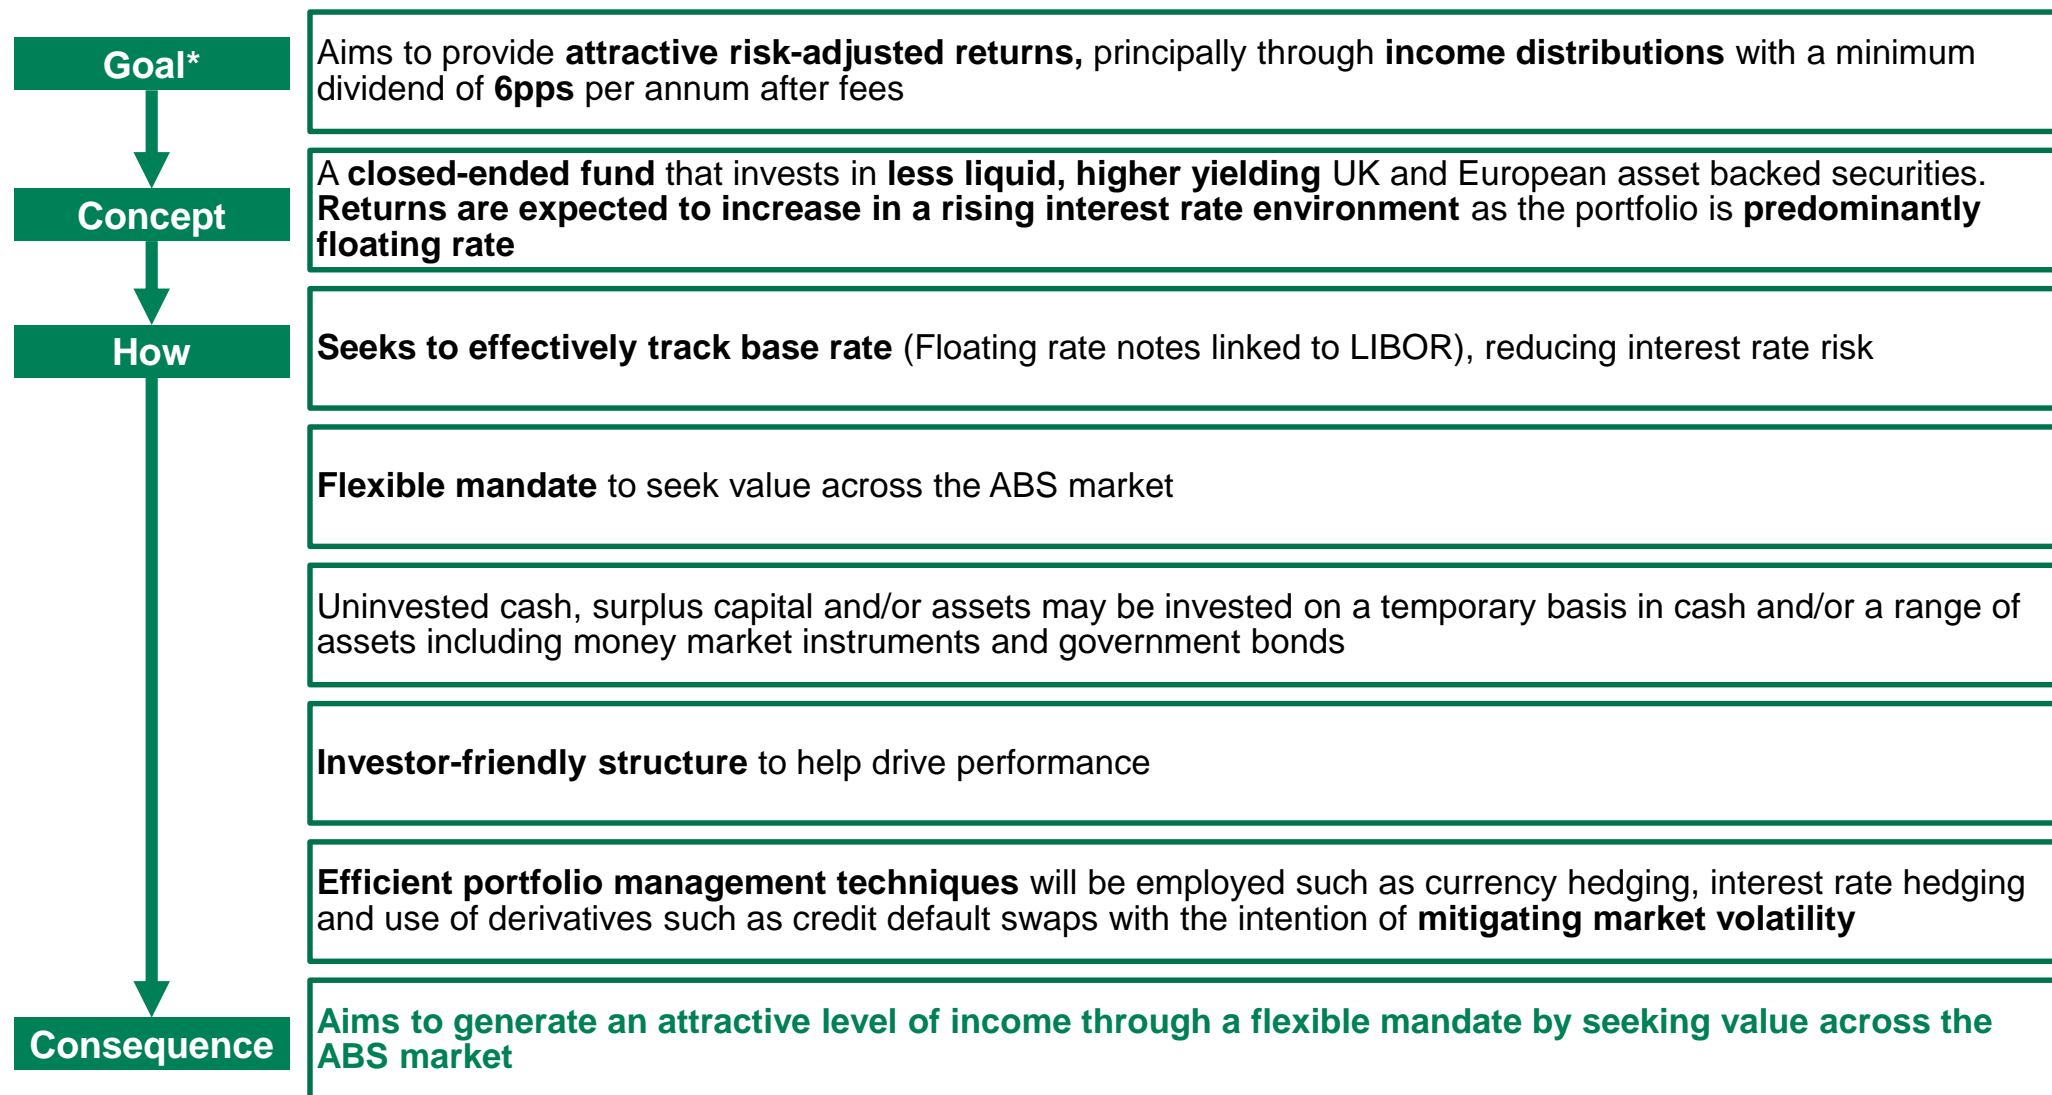 Goal*
Aims to provide attractive risk-adjusted returns, principally through income distributions with a minimum
dividend of 6pps per annum after fees
Concept
A closed-ended fund that invests in less liquid, higher yielding UK and European asset backed securities.
Returns are expected to increase in a rising interest rate environment as the portfolio is predominantly
floating rate
How
Seeks to effectively track base rate (Floating rate notes linked to LIBOR), reducing interest rate risk
Flexible mandate to seek value across the ABS market
Uninvested cash, surplus capital and/or assets may be invested on a temporary basis in cash and/or a range of
assets including money market instruments and government bonds
Investor-friendly structure to help drive performance
Efficient portfolio management techniques will be employed such as currency hedging, interest rate hedging
and use of derivatives such as credit default swaps with the intention of mitigating market volatility
Consequence
Aims to generate an attractive level of income through a flexible mandate by seeking value across the
ABS market